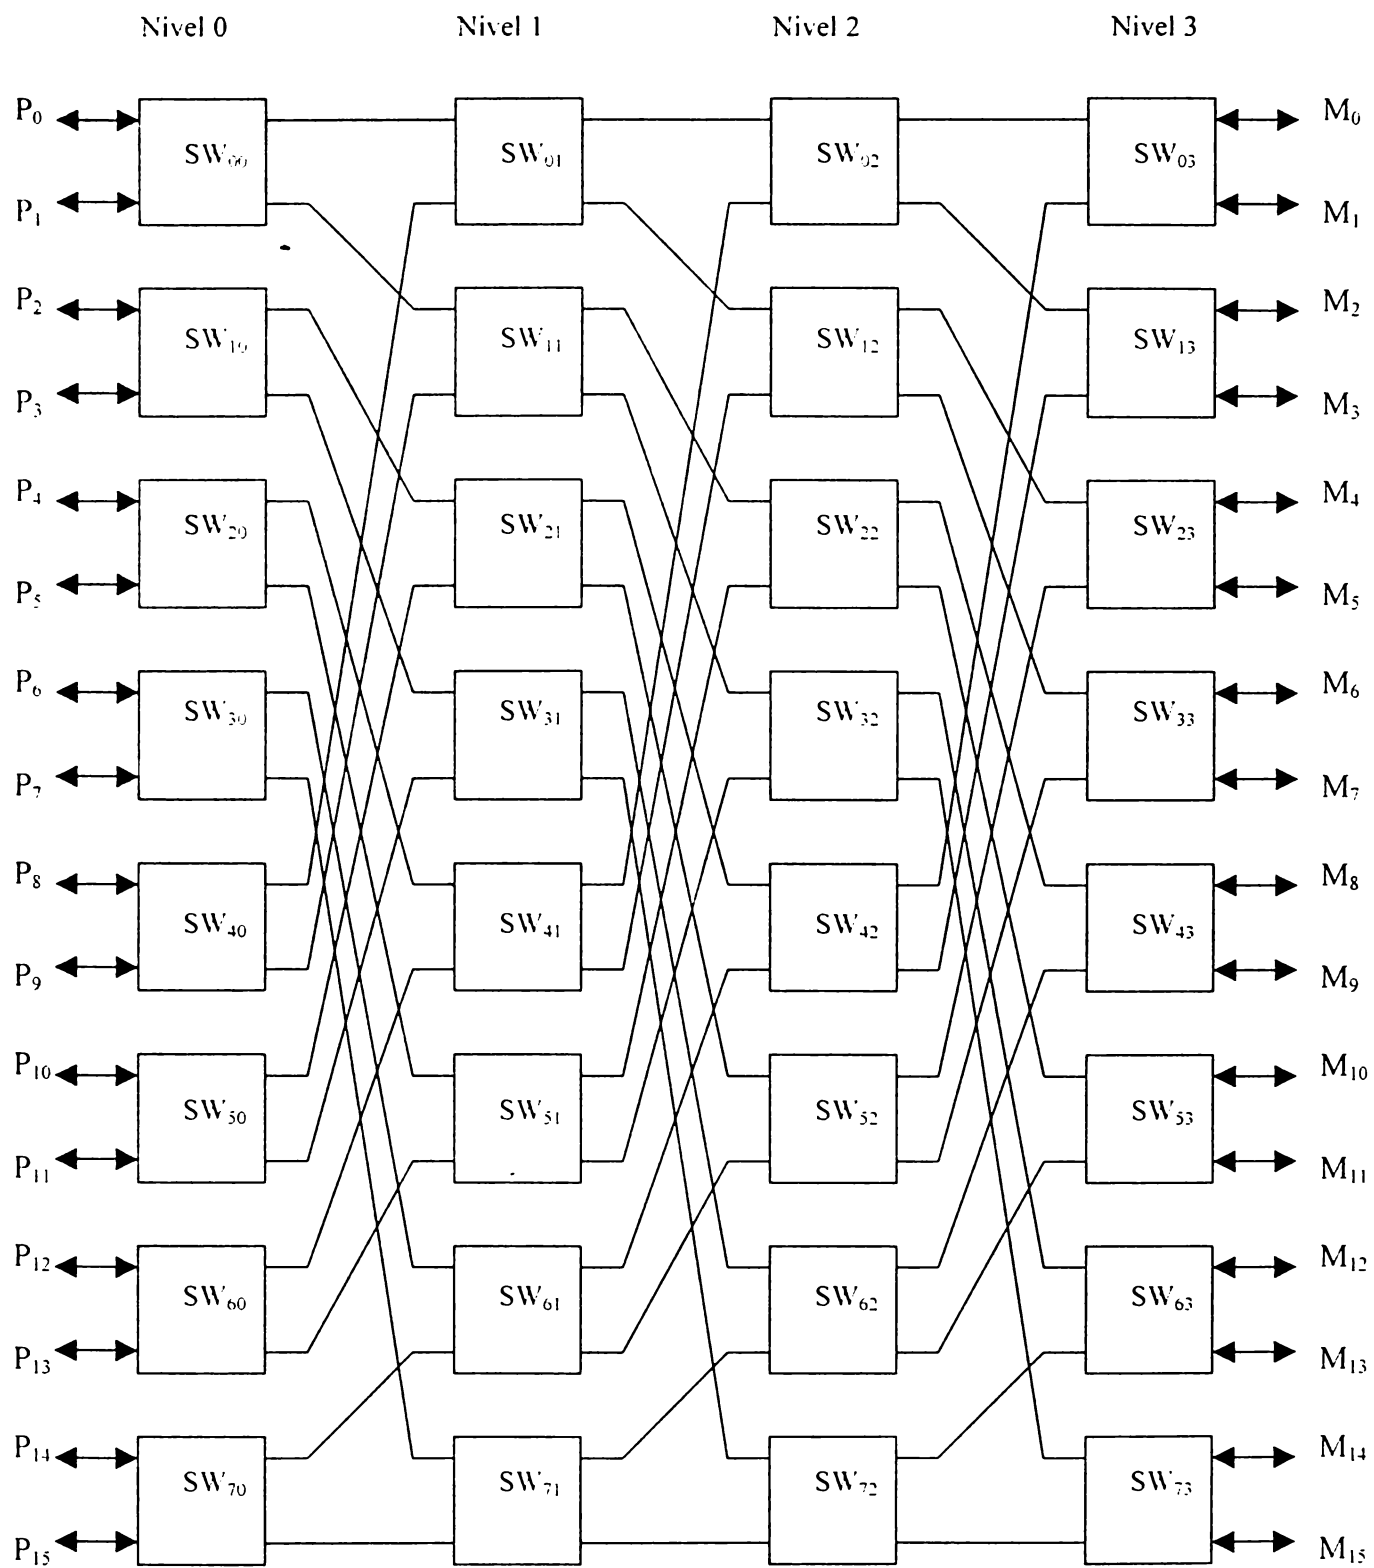 Nivel 0 Nivel 1 Nivel 2 Nivel 3
P₀ SW₀₀ SW₀₁ SW₀₂ SW₀₃ M₀
P₁ M₁
P₂ SW₁₀ SW₁₁ SW₁₂ SW₁₃ M₂
P₃ M₃
P₄ SW₂₀ SW₂₁ SW₂₂ SW₂₃ M₄
P₅ M₅
P₆ SW₃₀ SW₃₁ SW₃₂ SW₃₃ M₆
P₇ M₇
P₈ SW₄₀ SW₄₁ SW₄₂ SW₄₃ M₈
P₉ M₉
P₁₀ SW₅₀ SW₅₁ SW₅₂ SW₅₃ M₁₀
P₁₁ M₁₁
P₁₂ SW₆₀ SW₆₁ SW₆₂ SW₆₃ M₁₂
P₁₃ M₁₃
P₁₄ SW₇₀ SW₇₁ SW₇₂ SW₇₃ M₁₄
P₁₅ M₁₅